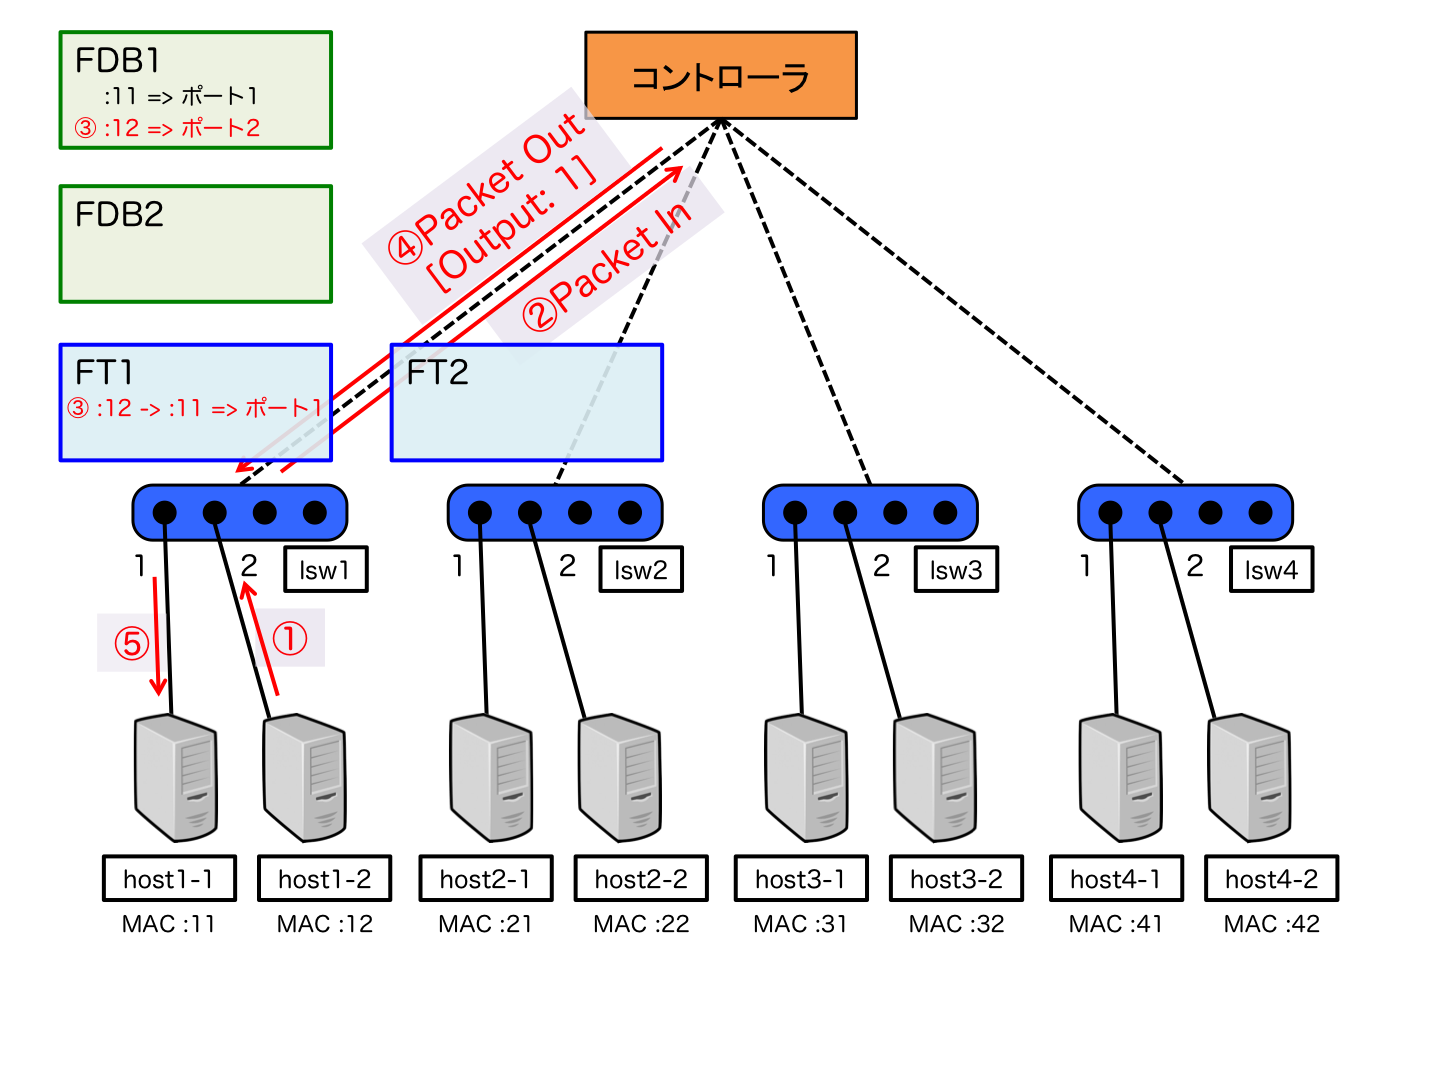 FDB1
:11 => ポート1
③ :12 => ポート2
コントローラ
④Packet Out
[Output: 1]
②Packet In
FDB2
FT1
③ :12 -> :11 => ポート1
FT2
1
2
lsw1
1
2
lsw2
1
2
lsw3
1
2
lsw4
⑤
①
host1-1
host1-2
host2-1
host2-2
host3-1
host3-2
host4-1
host4-2
MAC :11
MAC :12
MAC :21
MAC :22
MAC :31
MAC :32
MAC :41
MAC :42